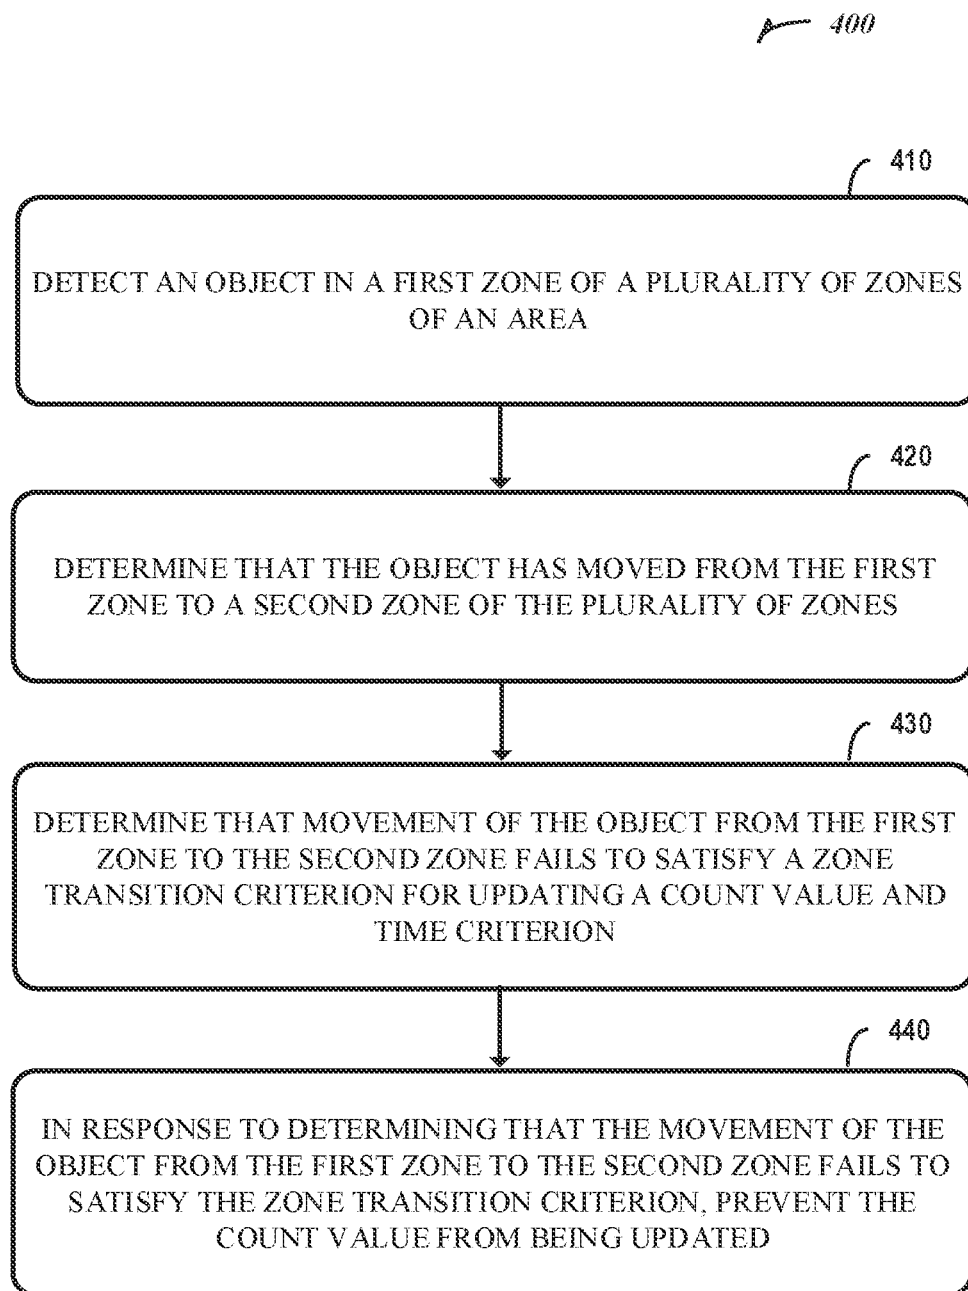 400
410
DETECT AN OBJECT IN A FIRST ZONE OF A PLURALITY OF ZONES
OF AN AREA
420
DETERMINE THAT THE OBJECT HAS MOVED FROM THE FIRST
ZONE TO A SECOND ZONE OF THE PLURALITY OF ZONES
430
DETERMINE THAT MOVEMENT OF THE OBJECT FROM THE FIRST
ZONE TO THE SECOND ZONE FAILS TO SATISFY A ZONE
TRANSITION CRITERION FOR UPDATING A COUNT VALUE AND
TIME CRITERION
440
IN RESPONSE TO DETERMINING THAT THE MOVEMENT OF THE
OBJECT FROM THE FIRST ZONE TO THE SECOND ZONE FAILS TO
SATISFY THE ZONE TRANSITION CRITERION, PREVENT THE
COUNT VALUE FROM BEING UPDATED